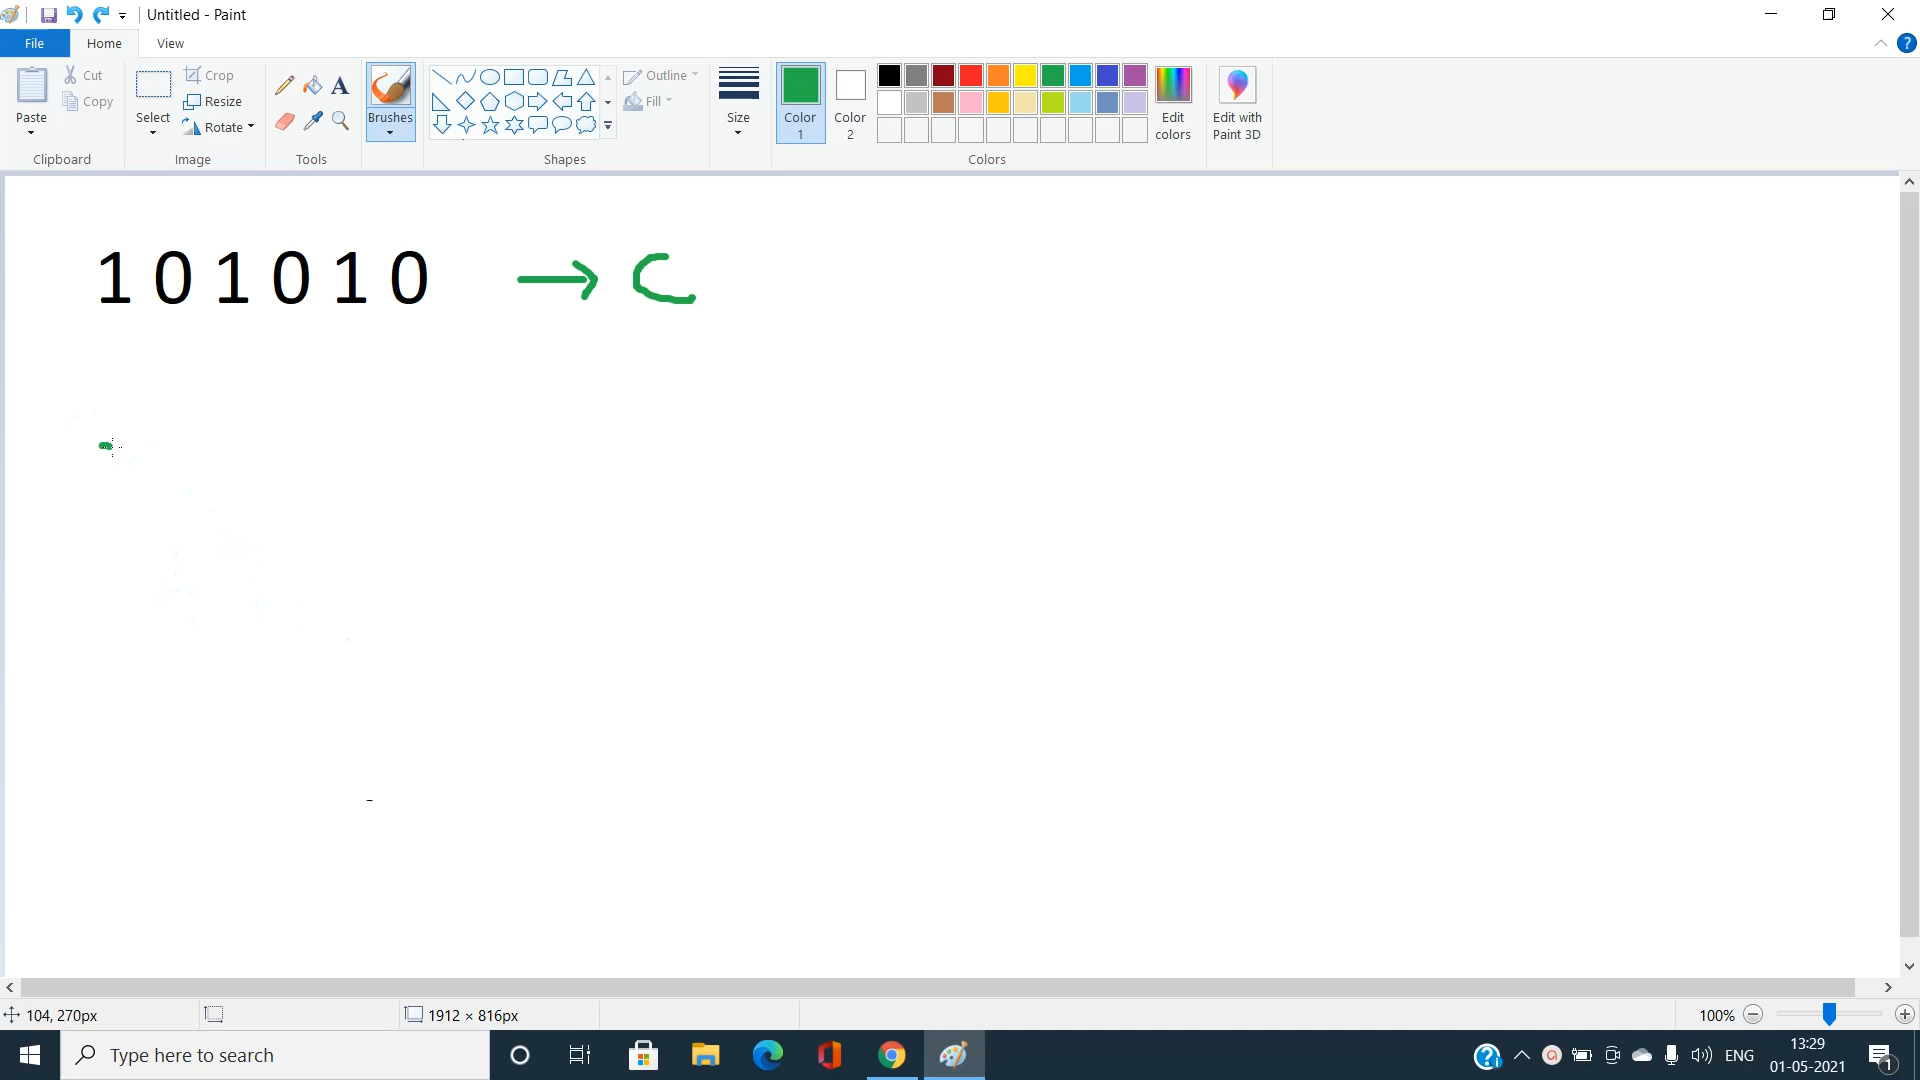 Untitled - Paint
File Home View
Paste
Cut
Copy
Clipboard
Select
Crop
Resize
Rotate
Image
Tools
Brushes
Outline
Fill
Shapes
Size
Color 1
Color 2
Edit colors
Colors
Edit with Paint 3D
1 0 1 0 1 0 → C
104, 270px
1912 × 816px
100%
Type here to search
ENG
13:29
01-05-2021
1